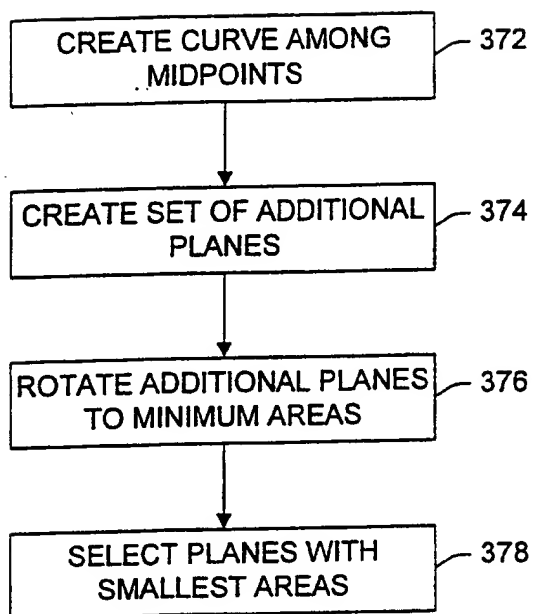 CREATE CURVE AMONG
MIDPOINTS
372
CREATE SET OF ADDITIONAL
PLANES
374
ROTATE ADDITIONAL PLANES
TO MINIMUM AREAS
376
SELECT PLANES WITH
SMALLEST AREAS
378